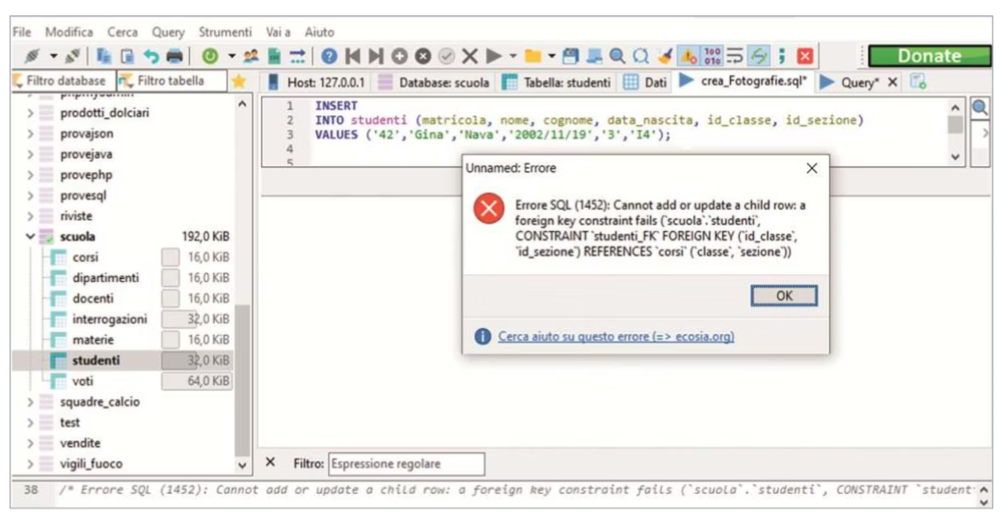 File Modifica Cerca Query Strumenti Vai a Aiuto
Donate
Filtro database Filtro tabella
Host: 127.0.0.1 Database: scuola Tabella: studenti Dati crea_Fotografie.sql* Query*
phpmyadmin
prodotti_dolciari
provajson
provejava
provephp
provesql
riviste
scuola 192,0 KiB
corsi 16,0 KiB
dipartimenti 16,0 KiB
docenti 16,0 KiB
interrogazioni 32,0 KiB
materie 16,0 KiB
studenti 32,0 KiB
voti 64,0 KiB
squadre_calcio
test
vendite
vigili_fuoco
1 INSERT
2 INTO studenti (matricola, nome, cognome, data_nascita, id_classe, id_sezione)
3 VALUES ('42','Gina','Nava','2002/11/19','3','I4');
4
5
Unnamed: Errore
Errore SQL (1452): Cannot add or update a child row: a
foreign key constraint fails (`scuola`.`studenti`,
CONSTRAINT `studenti_FK` FOREIGN KEY (`id_classe`,
`id_sezione`) REFERENCES `corsi` (`classe`, `sezione`))
OK
Cerca aiuto su questo errore (=> ecosia.org)
Filtro: Espressione regolare
38 /* Errore SQL (1452): Cannot add or update a child row: a foreign key constraint fails (`scuola`.`studenti`, CONSTRAINT `student